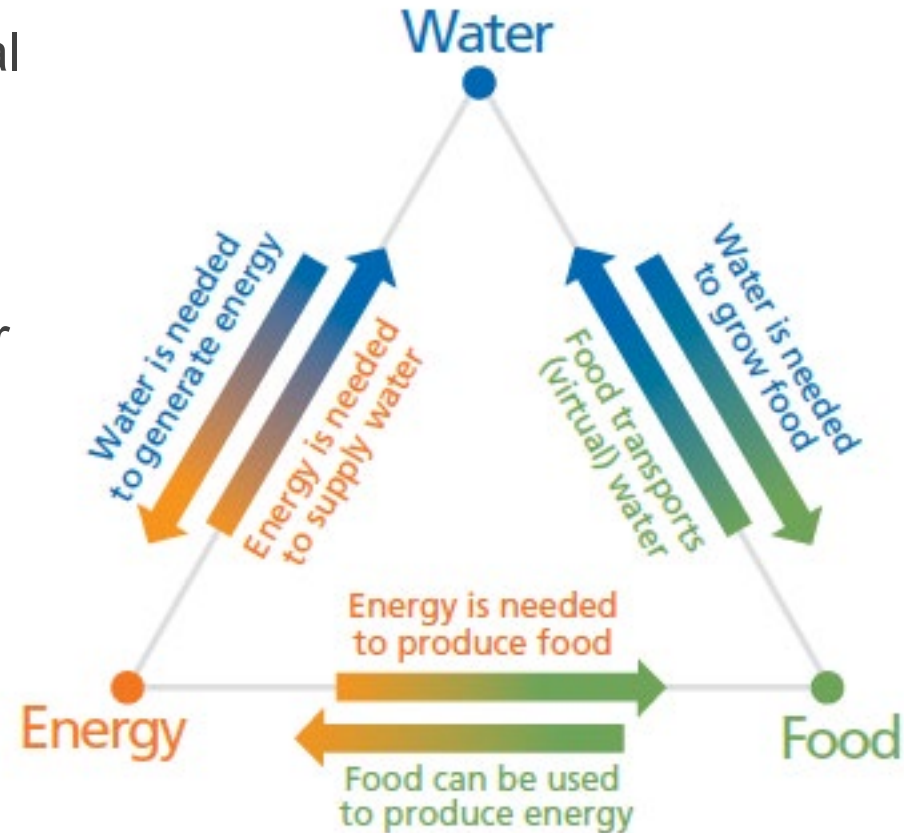 Water
al
r
Water is needed
to generate energy
Energy is needed
to supply water
Food transports
(virtual) water
Water is needed
to grow food
Energy is needed
to produce food
Energy
Food
Food can be used
to produce energy